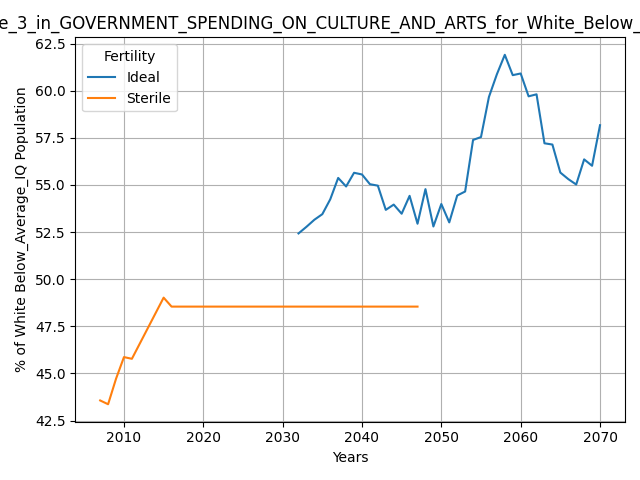 e_3_in_GOVERNMENT_SPENDING_ON_CULTURE_AND_ARTS_for_White_Below_
Fertility
Ideal
Sterile
% of White Below_Average_IQ Population
62.5
60.0
57.5
55.0
52.5
50.0
47.5
45.0
42.5
2010 2020 2030 2040 2050 2060 2070
Years